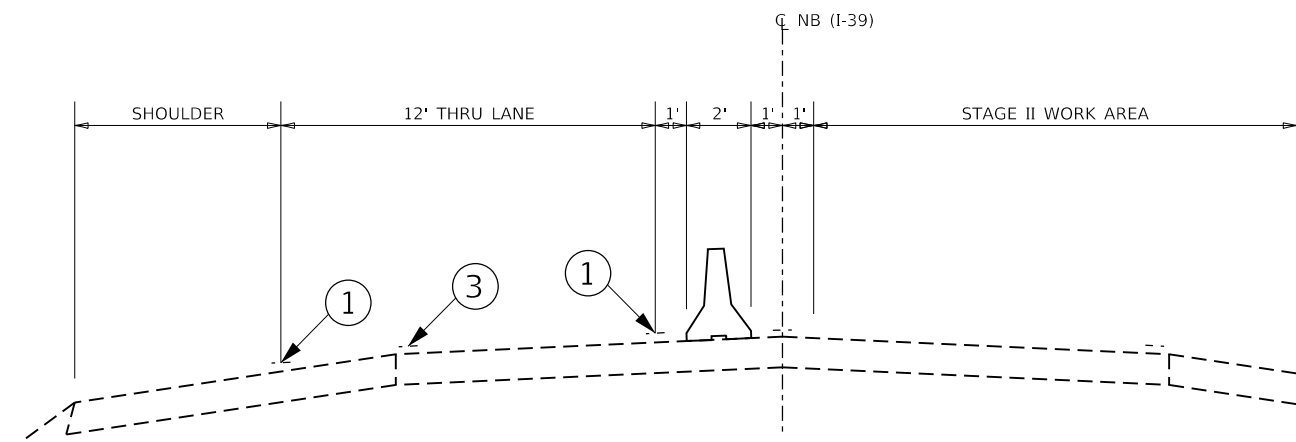 ℄ NB (I-39)
SHOULDER
12' THRU LANE
1'
2'
1'
1'
STAGE II WORK AREA
1
3
1